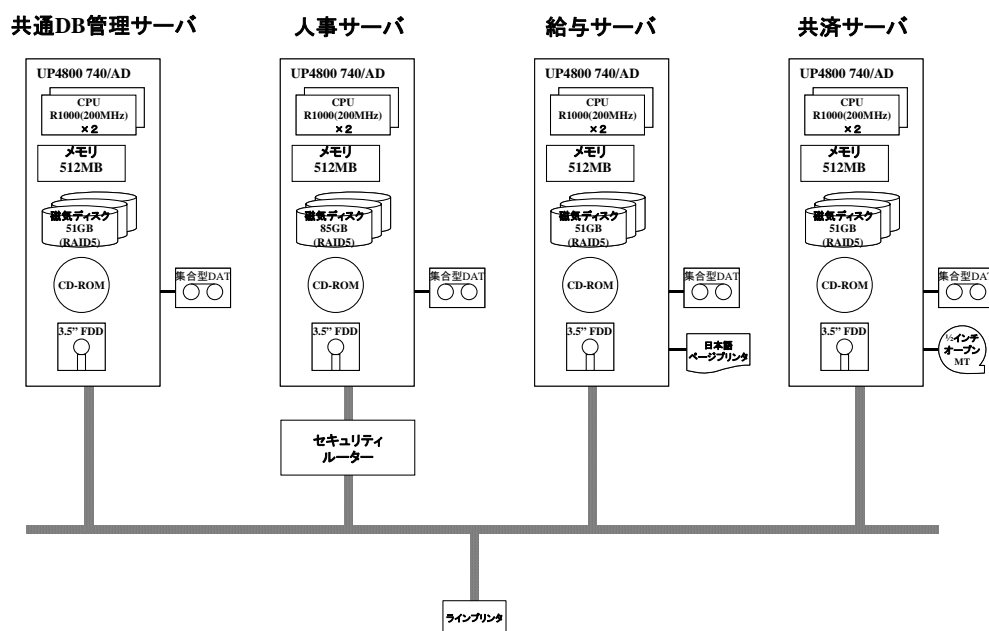 共通DB管理サーバ
人事サーバ
給与サーバ
共済サーバ
UP4800 740/AD
CPU
R1000(200MHz)
×2
メモリ
512MB
磁気ディスク
51GB
(RAID5)
CD-ROM
集合型DAT
3.5” FDD
UP4800 740/AD
CPU
R1000(200MHz)
×2
メモリ
512MB
磁気ディスク
85GB
(RAID5)
CD-ROM
集合型DAT
3.5” FDD
UP4800 740/AD
CPU
R1000(200MHz)
×2
メモリ
512MB
磁気ディスク
51GB
(RAID5)
CD-ROM
集合型DAT
3.5” FDD
日本語
ページプリンタ
UP4800 740/AD
CPU
R1000(200MHz)
×2
メモリ
512MB
磁気ディスク
51GB
(RAID5)
CD-ROM
集合型DAT
3.5” FDD
½インチ
オープン
MT
セキュリティ
ルーター
ラインプリンタ